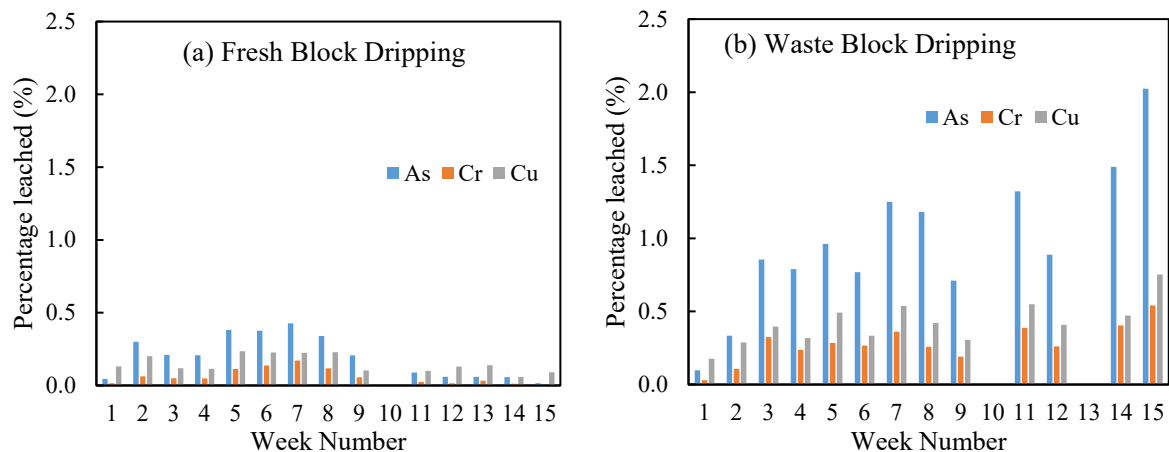 (a) Fresh Block Dripping
Percentage leached (%)
2.5
2.0
1.5
1.0
0.5
0.0
As Cr Cu
1 2 3 4 5 6 7 8 9 10 11 12 13 14 15
Week Number
(b) Waste Block Dripping
Percentage leached (%)
2.5
2.0
1.5
1.0
0.5
0.0
As Cr Cu
1 2 3 4 5 6 7 8 9 10 11 12 13 14 15
Week Number